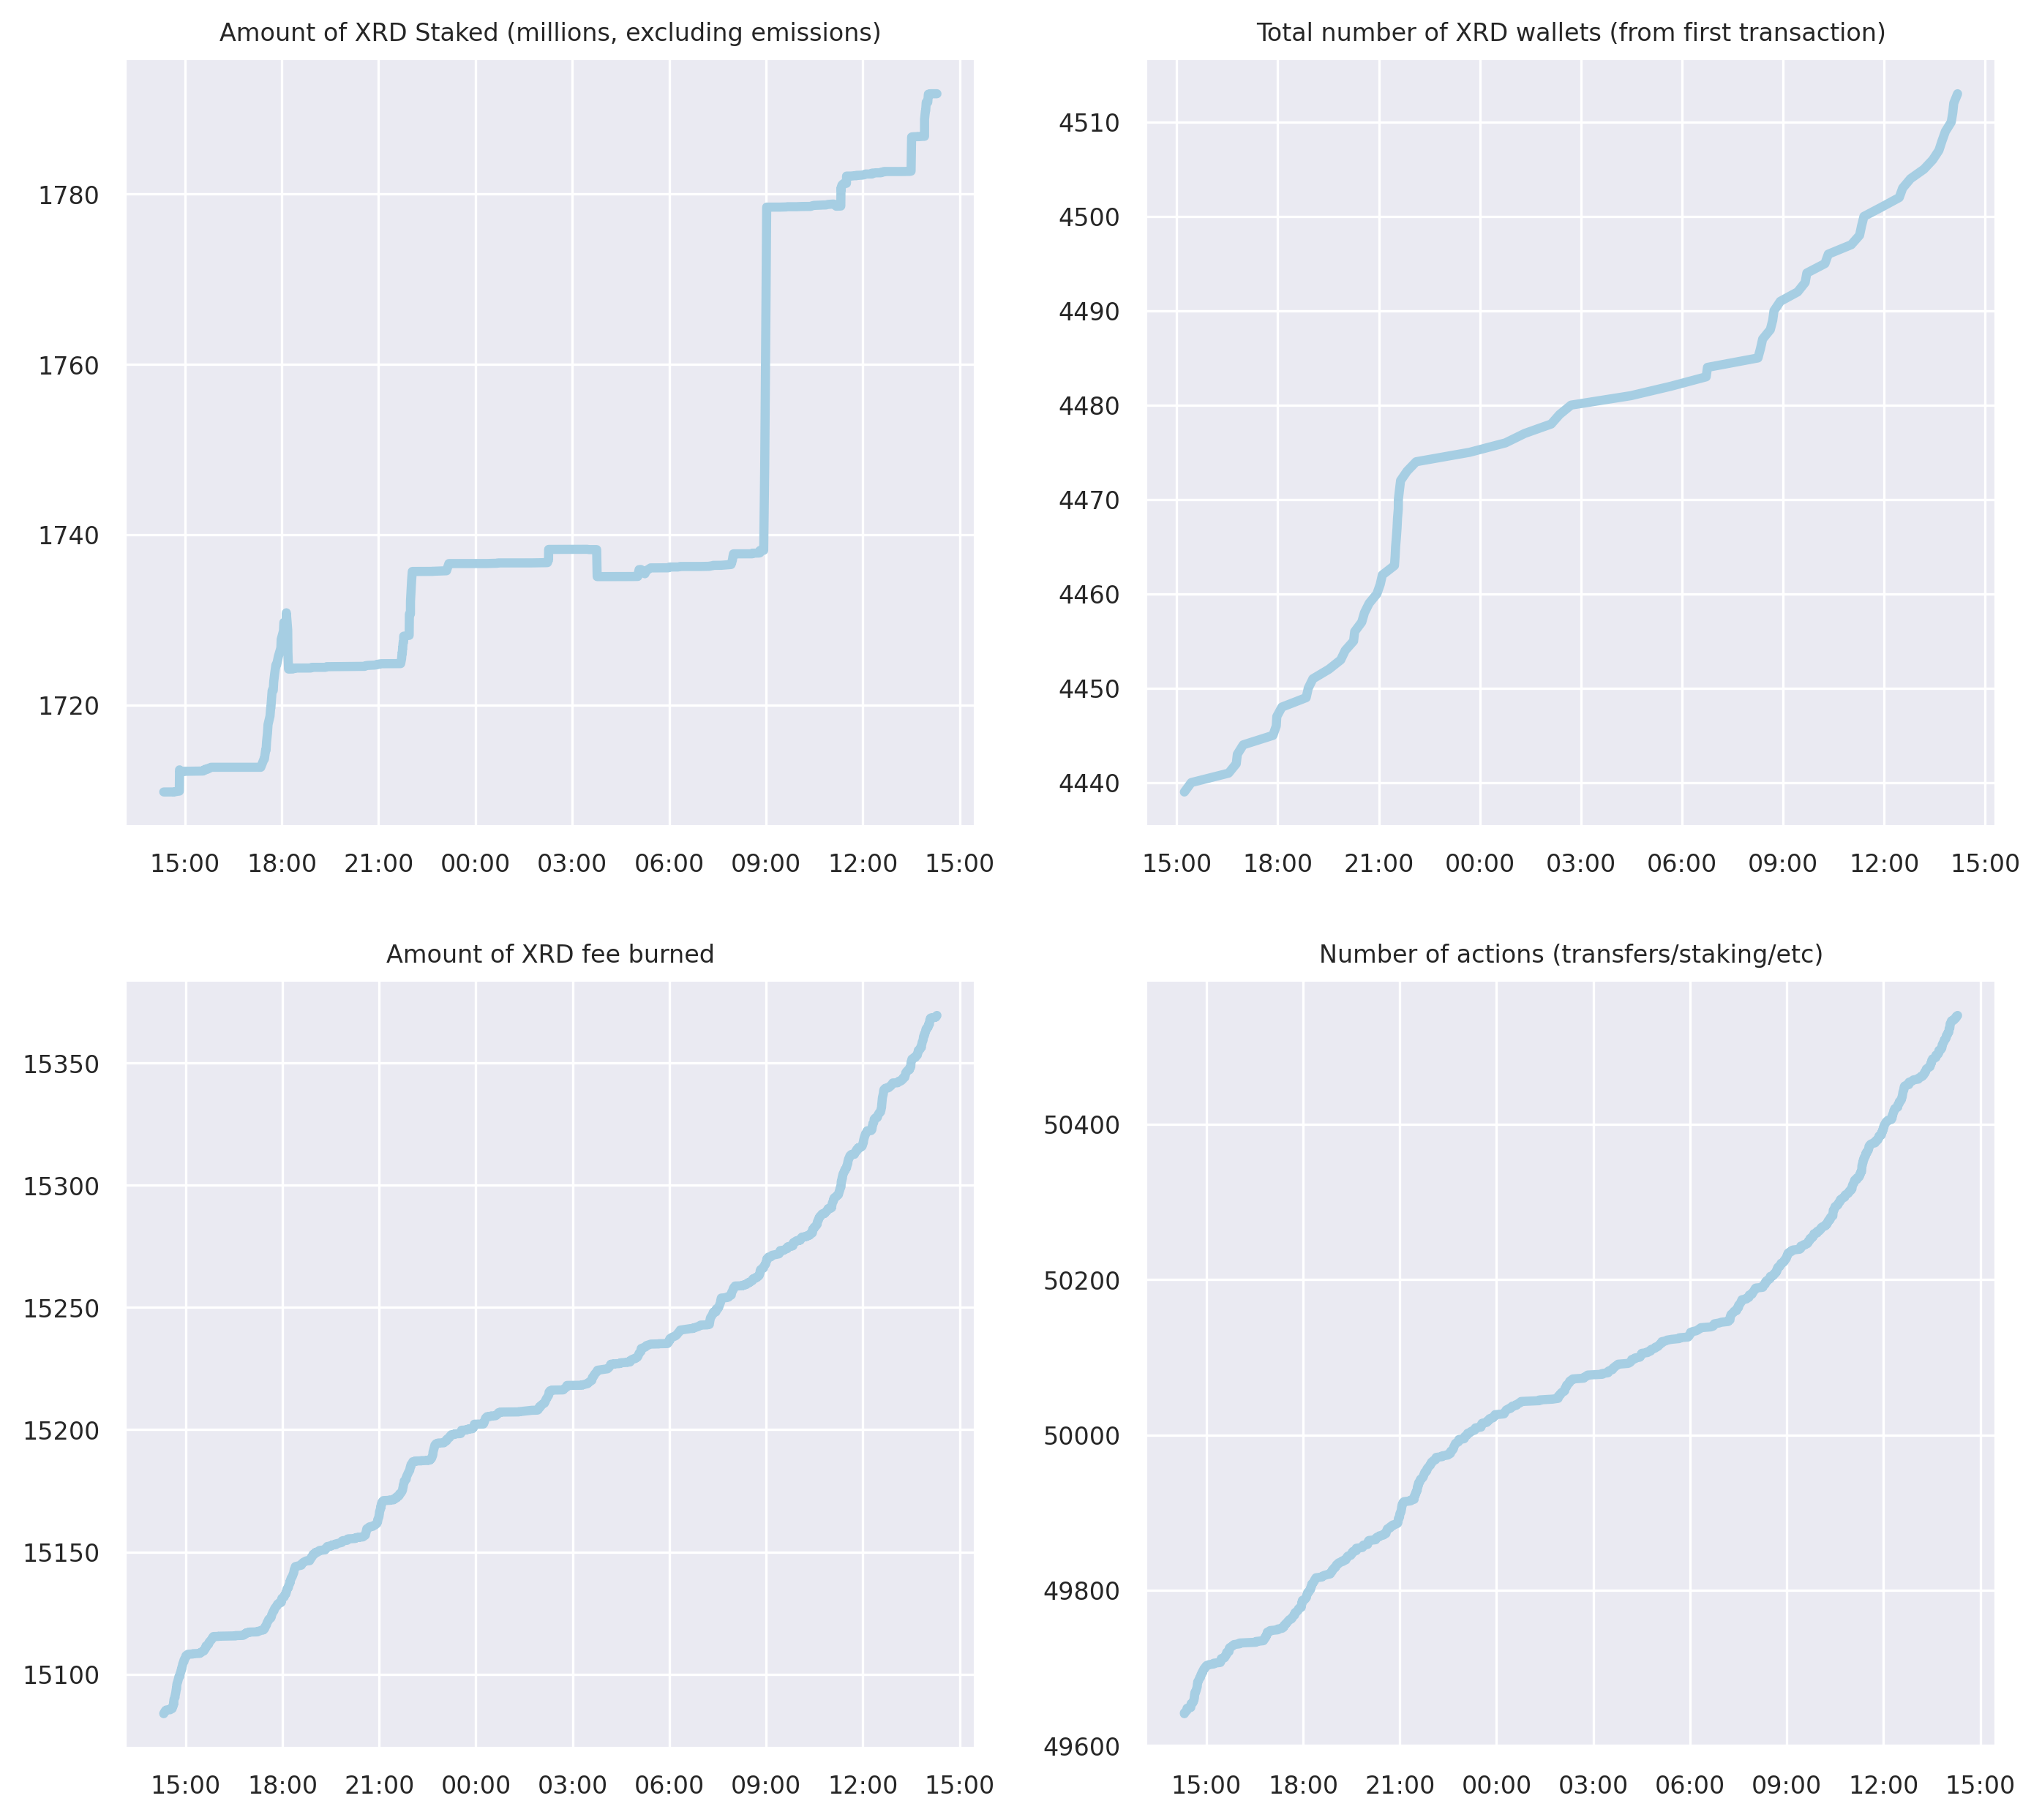 Amount of XRD Staked (millions, excluding emissions)
1780
1760
1740
1720
15:00 18:00 21:00 00:00 03:00 06:00 09:00 12:00 15:00
Total number of XRD wallets (from first transaction)
4510
4500
4490
4480
4470
4460
4450
4440
15:00 18:00 21:00 00:00 03:00 06:00 09:00 12:00 15:00
Amount of XRD fee burned
15350
15300
15250
15200
15150
15100
15:00 18:00 21:00 00:00 03:00 06:00 09:00 12:00 15:00
Number of actions (transfers/staking/etc)
50400
50200
50000
49800
49600
15:00 18:00 21:00 00:00 03:00 06:00 09:00 12:00 15:00